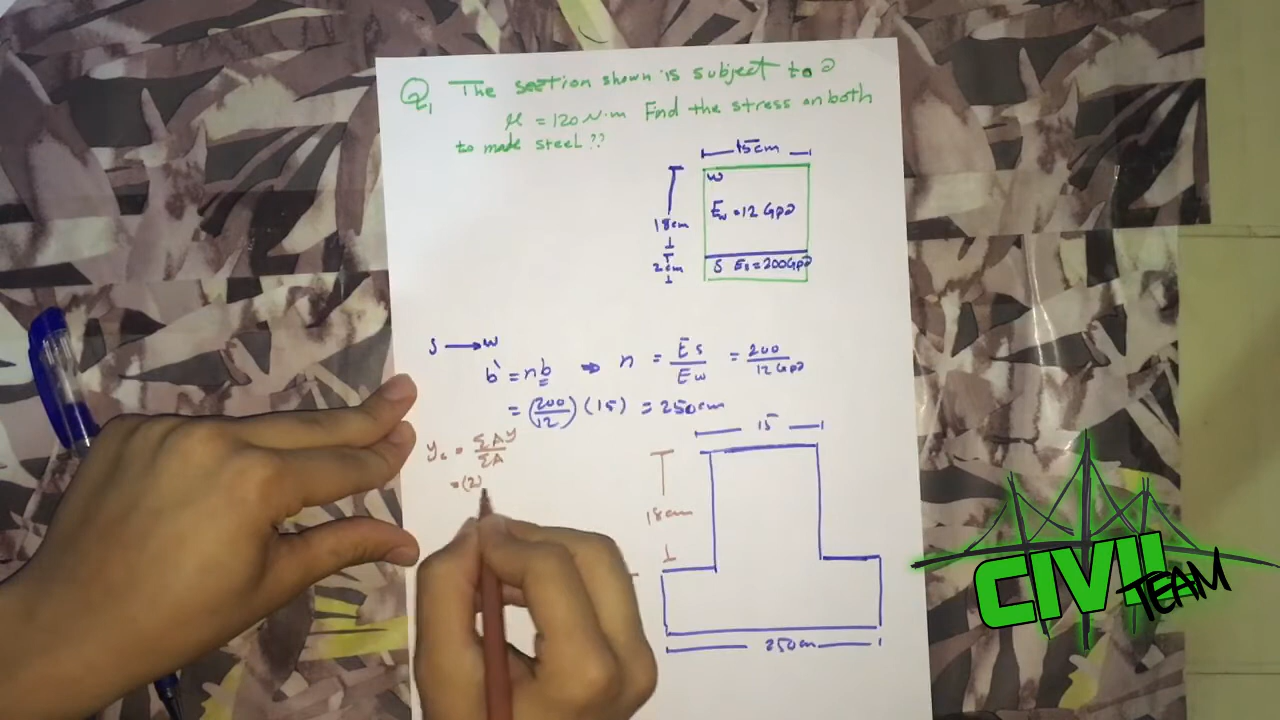 Q1 The section shown is subject to a
M = 120 N.m Find the stress on both
to made steel ??
15cm
W
Ew = 12 Gpa
18cm
2cm
S Es = 200Gpa
S → W
b' = nb ⇒ n = Es/Ew = 200/12 Gpa
= (200/12) (15) = 250cm
15
yc = ΣAy/ΣA
= (2)
18cm
250cm
CIVIL
TEAM